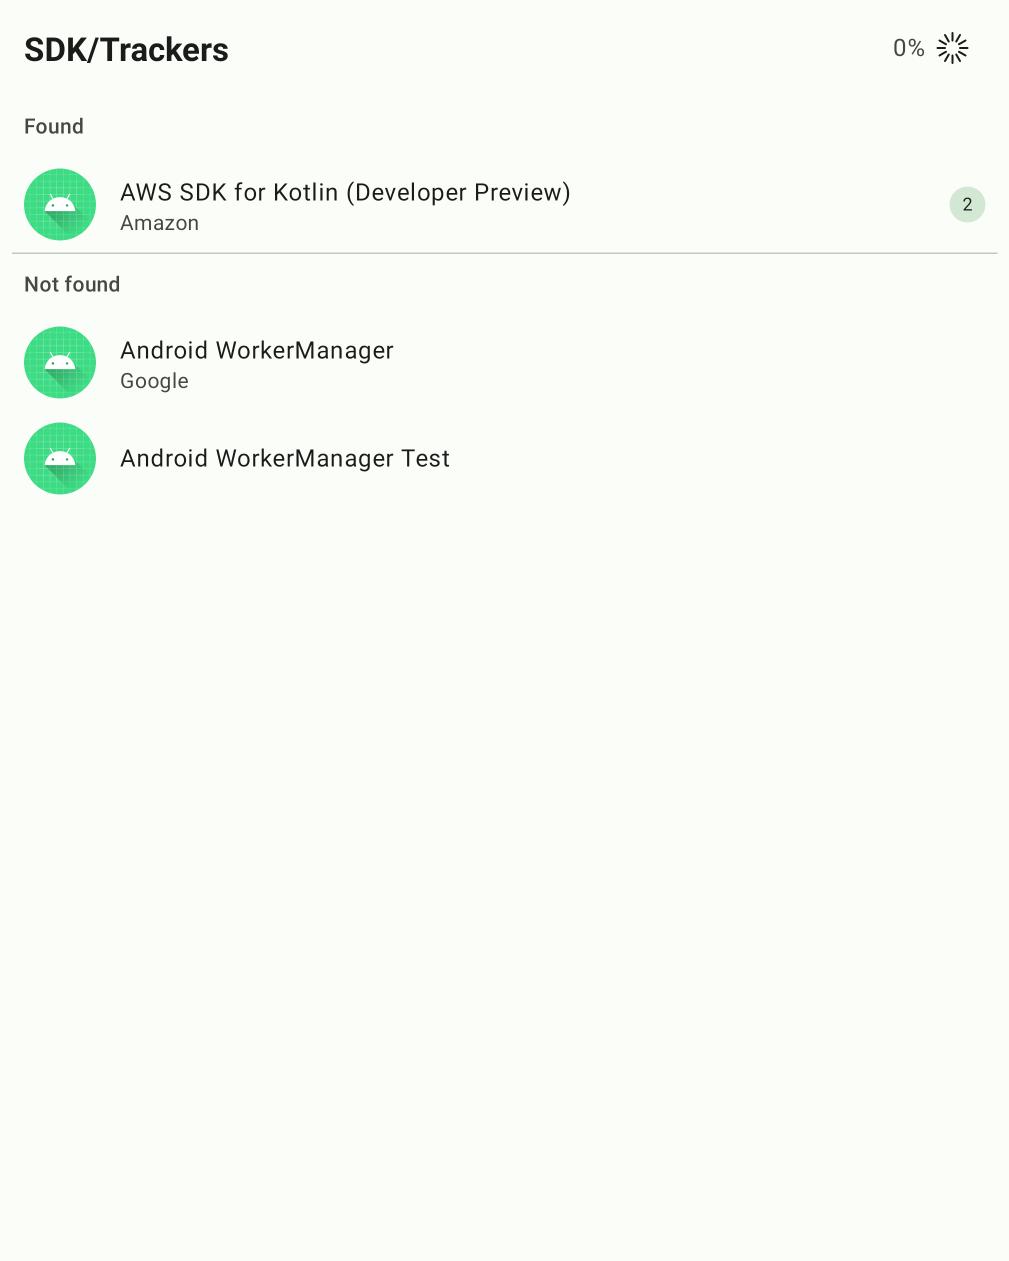 SDK/Trackers
0%
Found
AWS SDK for Kotlin (Developer Preview)
Amazon
2
Not found
Android WorkerManager
Google
Android WorkerManager Test